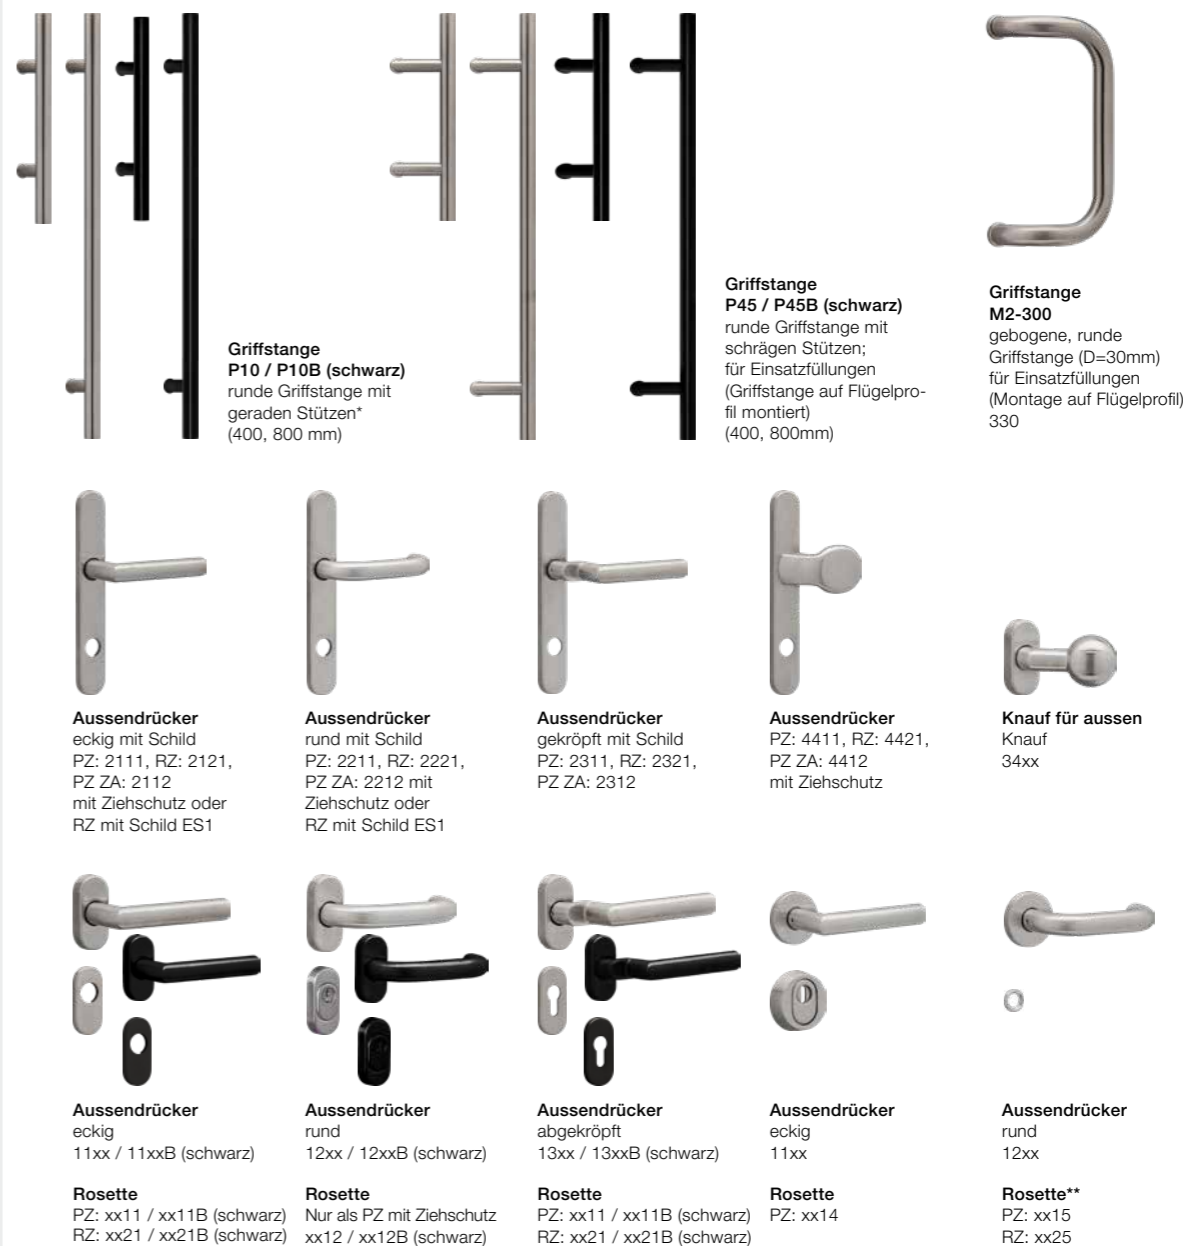 Griffstange
P10 / P10B (schwarz)
runde Griffstange mit
geraden Stützen*
(400, 800 mm)
Griffstange
P45 / P45B (schwarz)
runde Griffstange mit
schrägen Stützen;
für Einsatzfüllungen
(Griffstange auf Flügelpro-
fil montiert)
(400, 800mm)
Griffstange
M2-300
gebogene, runde
Griffstange (D=30mm)
für Einsatzfüllungen
(Montage auf Flügelprofil)
330
Aussendrücker
eckig mit Schild
PZ: 2111, RZ: 2121,
PZ ZA: 2112
mit Ziehschutz oder
RZ mit Schild ES1
Aussendrücker
rund mit Schild
PZ: 2211, RZ: 2221,
PZ ZA: 2212 mit
Ziehschutz oder
RZ mit Schild ES1
Aussendrücker
gekröpft mit Schild
PZ: 2311, RZ: 2321,
PZ ZA: 2312
Aussendrücker
PZ: 4411, RZ: 4421,
PZ ZA: 4412
mit Ziehschutz
Knauf für aussen
Knauf
34xx
Aussendrücker
eckig
11xx / 11xxB (schwarz)
Rosette
PZ: xx11 / xx11B (schwarz)
RZ: xx21 / xx21B (schwarz)
Aussendrücker
rund
12xx / 12xxB (schwarz)
Rosette
Nur als PZ mit Ziehschutz
xx12 / xx12B (schwarz)
Aussendrücker
abgekröpft
13xx / 13xxB (schwarz)
Rosette
PZ: xx11 / xx11B (schwarz)
RZ: xx21 / xx21B (schwarz)
Aussendrücker
eckig
11xx
Rosette
PZ: xx14
Aussendrücker
rund
12xx
Rosette**
PZ: xx15
RZ: xx25